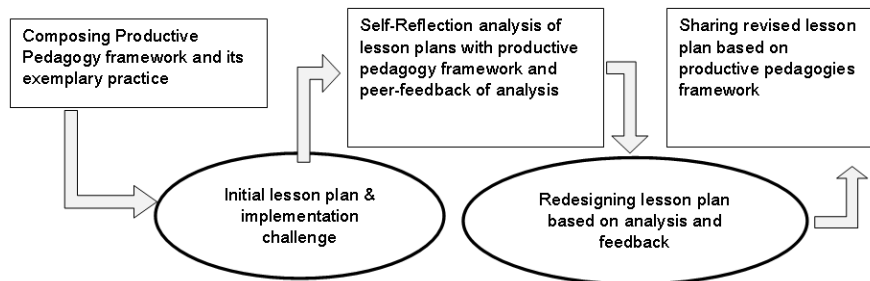 Composing Productive
Pedagogy framework and its
exemplary practice
Initial lesson plan &
implementation
challenge
Self-Reflection analysis of
lesson plans with productive
pedagogy framework and
peer-feedback of analysis
Redesigning lesson plan
based on analysis and
feedback
Sharing revised lesson
plan based on
productive pedagogies
framework